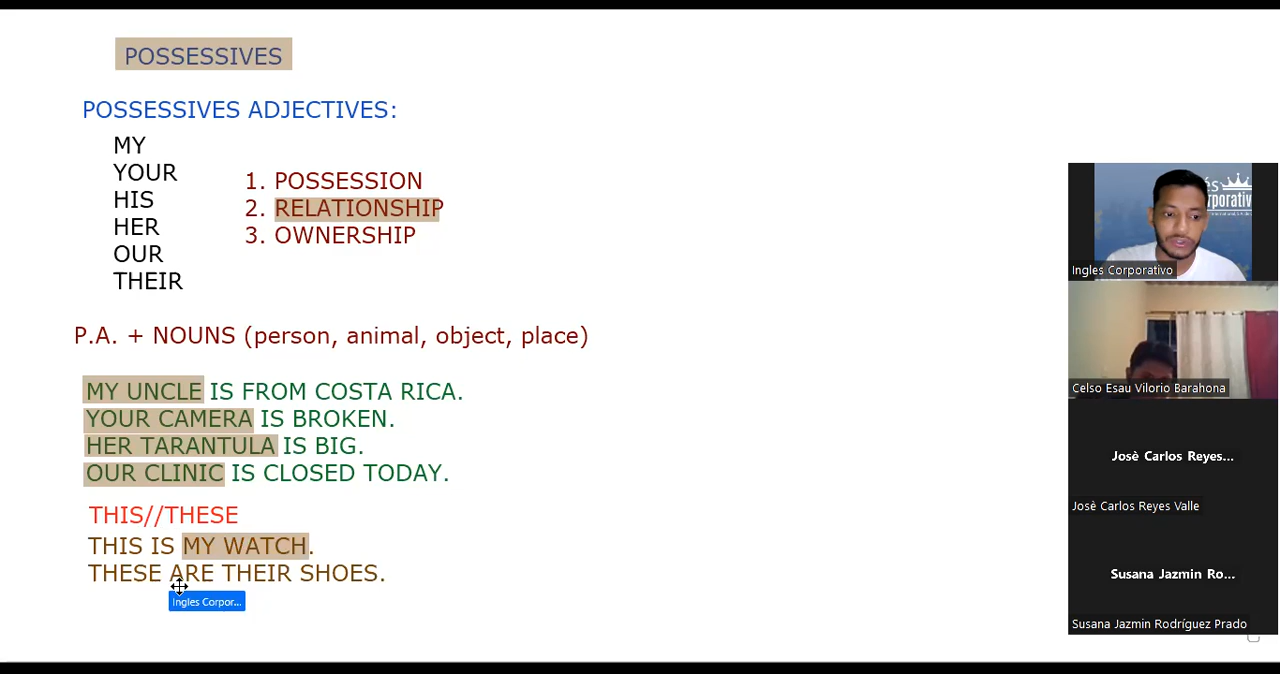 POSSESSIVES
POSSESSIVES ADJECTIVES:
MY
YOUR
HIS
HER
OUR
THEIR
1. POSSESSION
2. RELATIONSHIP
3. OWNERSHIP
P.A. + NOUNS (person, animal, object, place)
MY UNCLE IS FROM COSTA RICA.
YOUR CAMERA IS BROKEN.
HER TARANTULA IS BIG.
OUR CLINIC IS CLOSED TODAY.
THIS//THESE
THIS IS MY WATCH.
THESE ARE THEIR SHOES.
Ingles Corpor...
Ingles Corporativo
Celso Esau Vilorio Barahona
Josè Carlos Reyes...
Josè Carlos Reyes Valle
Susana Jazmin Ro...
Susana Jazmin Rodríguez Prado